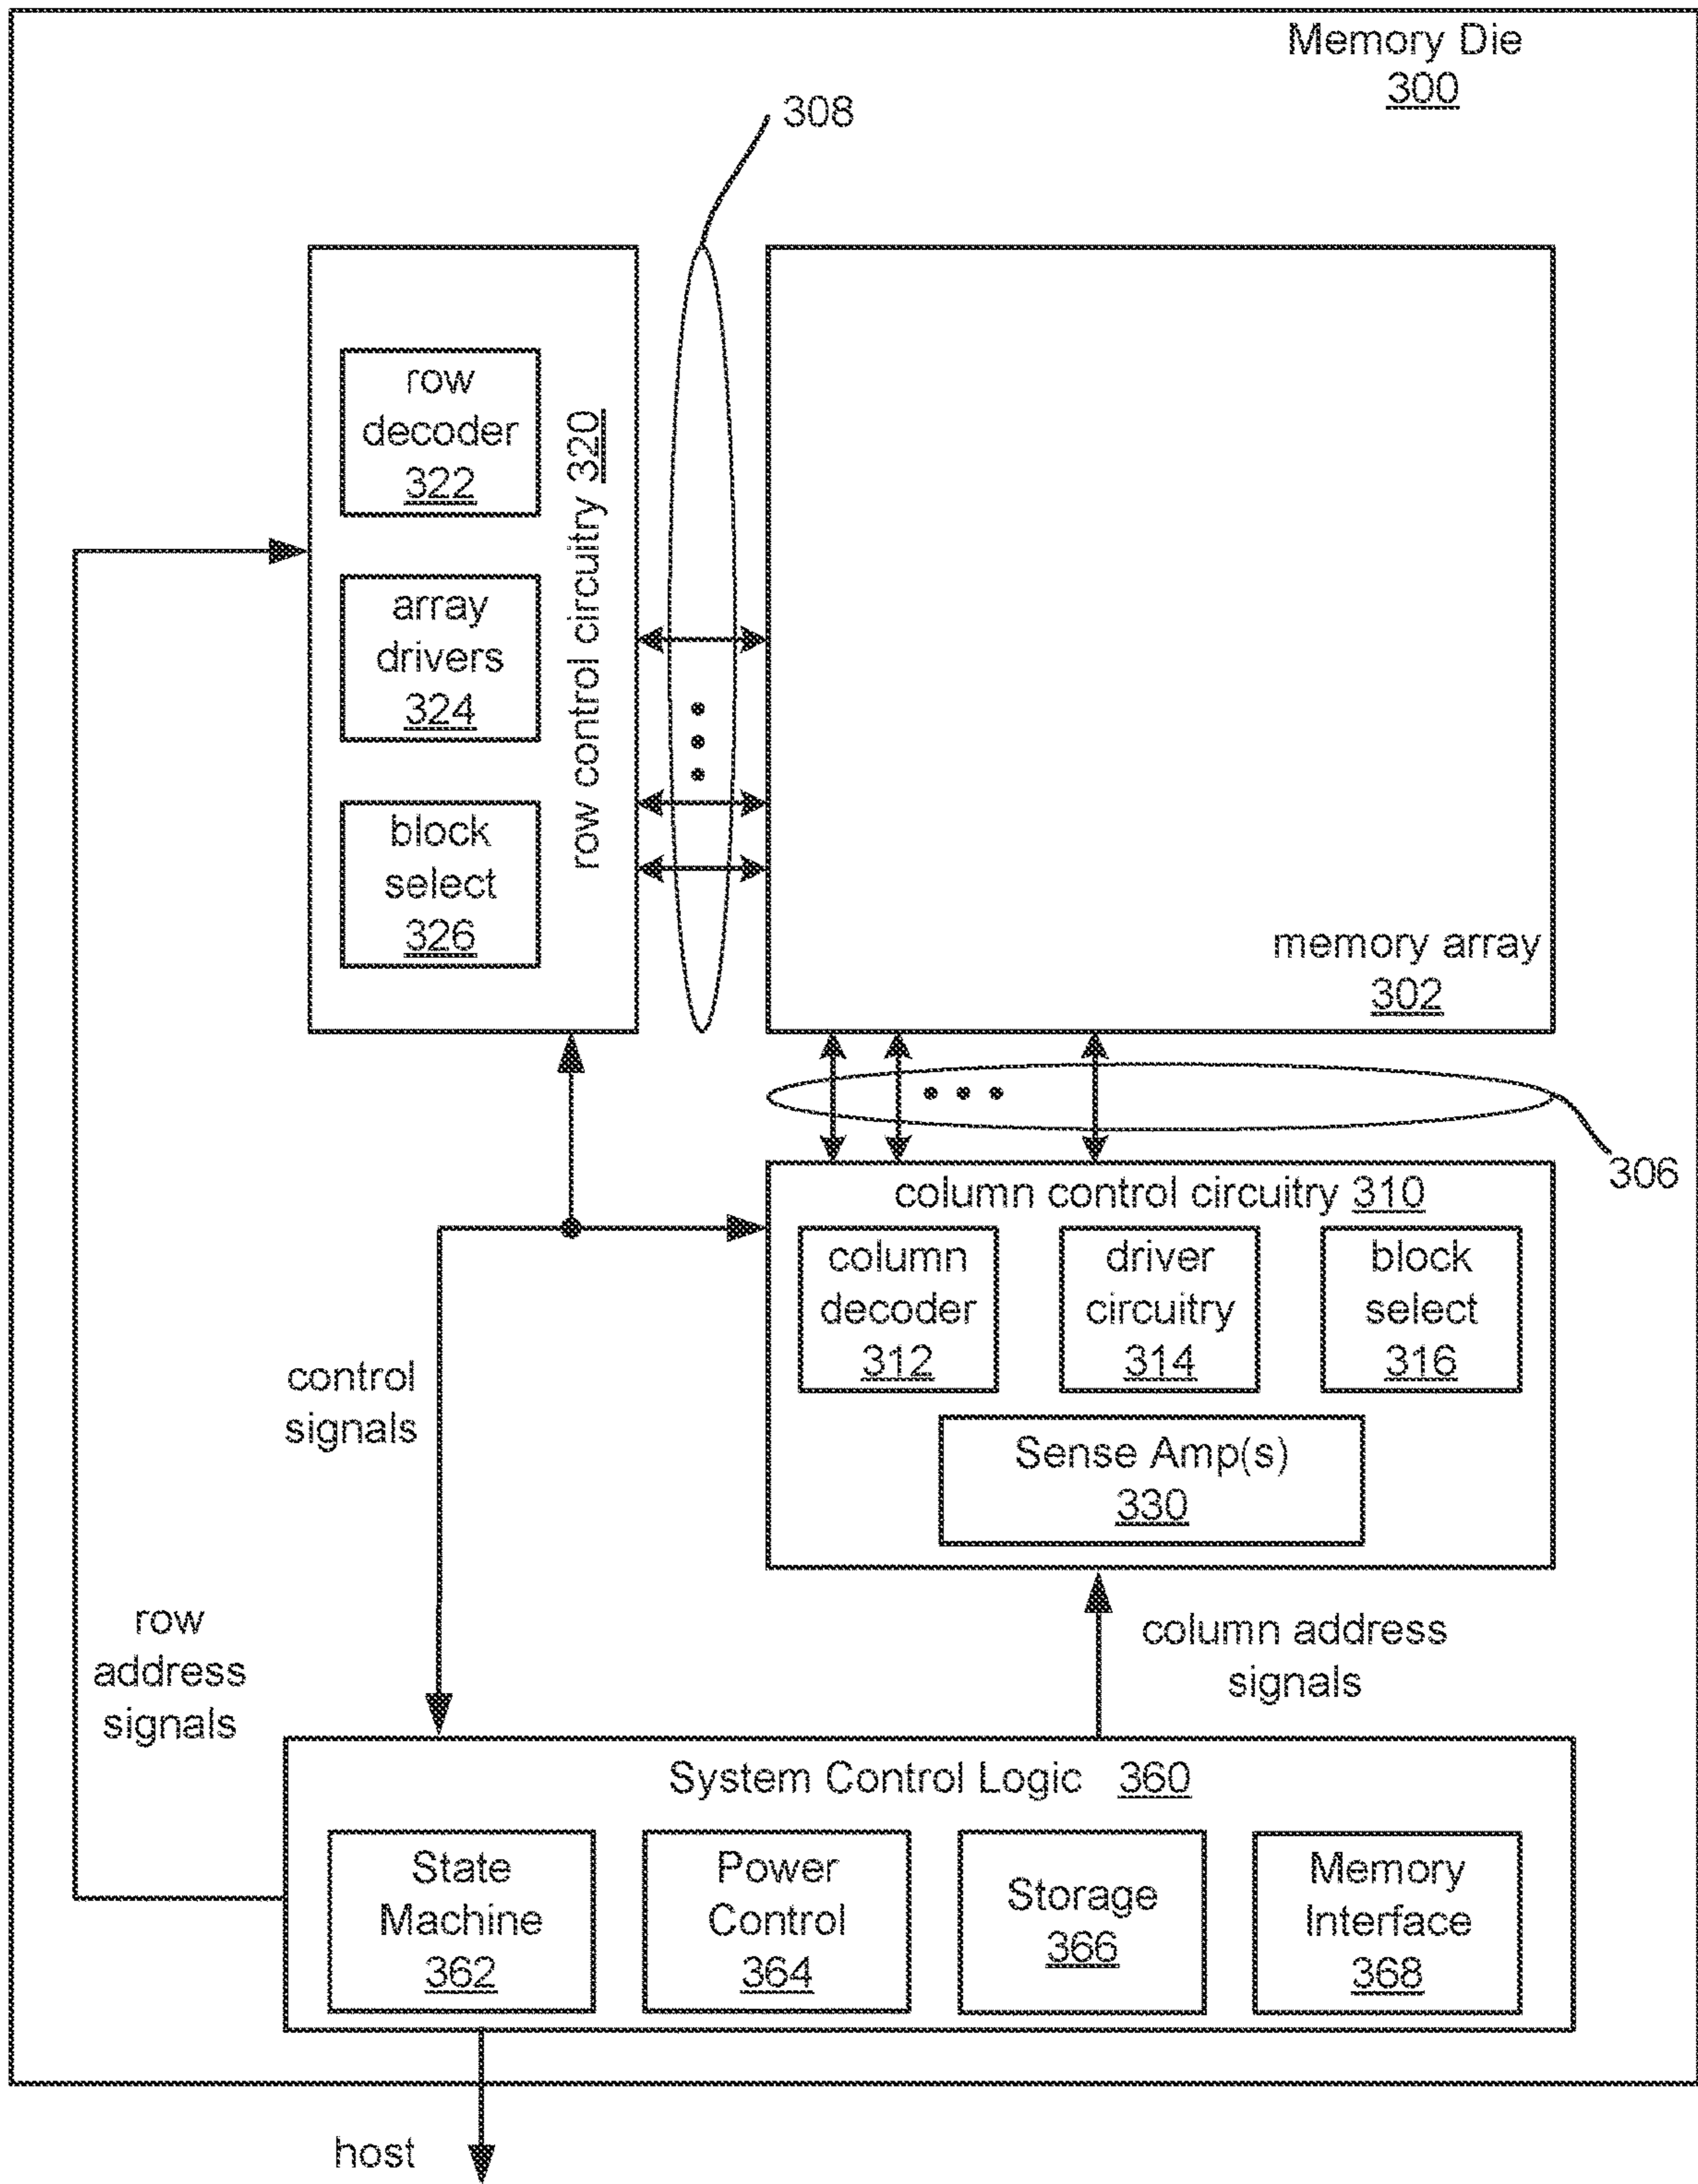 Memory Die
300
308
row
decoder
322
array
drivers
324
block
select
326
row control circuitry 320
memory array
302
306
column control circuitry 310
column
decoder
312
driver
circuitry
314
block
select
316
Sense Amp(s)
330
control
signals
row
address
signals
column address
signals
System Control Logic 360
State
Machine
362
Power
Control
364
Storage
366
Memory
Interface
368
host